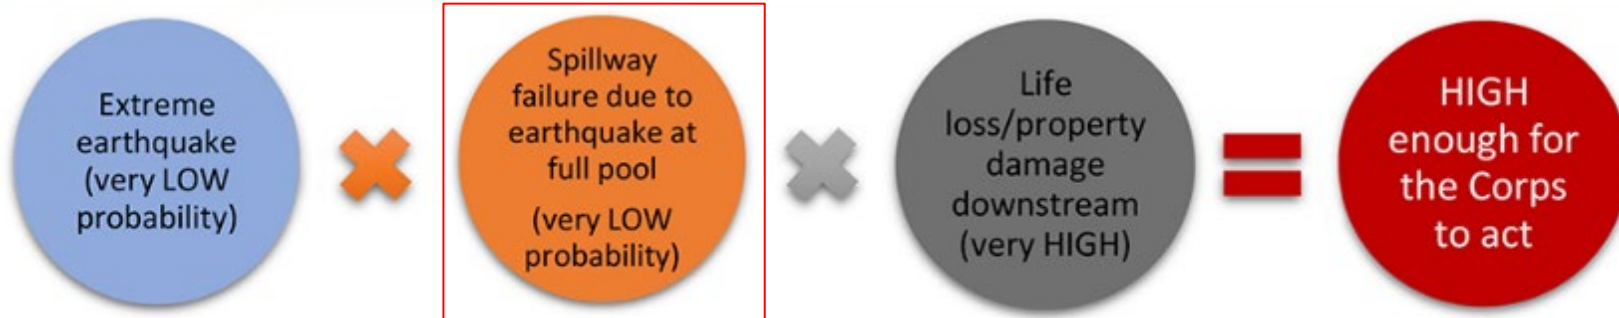 Extreme
earthquake
(very LOW
probability)
Spillway
failure due to
earthquake at
full pool
(very LOW
probability)
Life
loss/property
damage
downstream
(very HIGH)
HIGH
enough for
the Corps
to act